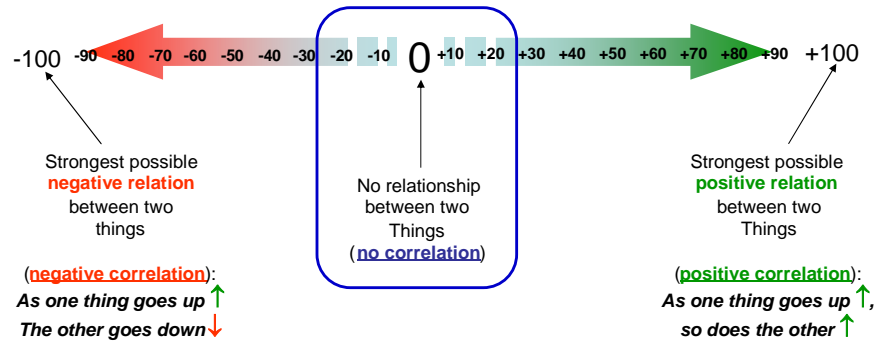 -100 -90 -80 -70 -60 -50 -40 -30 -20 -10 0 +10 +20 +30 +40 +50 +60 +70 +80 +90 +100
Strongest possible
negative relation
between two
things
(negative correlation):
As one thing goes up ↑
The other goes down ↓
No relationship
between two
Things
(no correlation)
Strongest possible
positive relation
between two
Things
(positive correlation):
As one thing goes up ↑,
so does the other ↑